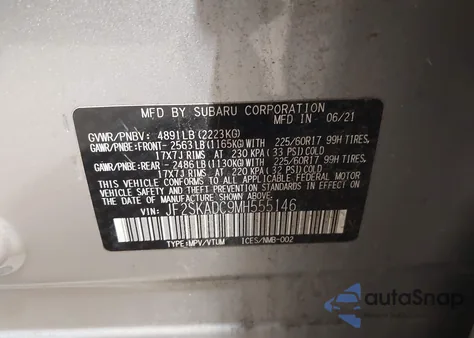 MFD BY SUBARU CORPORATION
IN JAPAN 06/21
GVWR/PNBV: 4891LB(2223KG)
GAWR/PNBE:FRONT- 2563LB(1165KG)WITH 225/60R17 99H TIRES,
17X7J RIMS AT 230 KPA(33 PSI)COLD
GAWR/PNBE:REAR - 2486LB(1130KG)WITH 225/60R17 99H TIRES,
17X7J RIMS AT 220 KPA(32 PSI)COLD
THIS VEHICLE CONFORMS TO ALL APPLICABLE FEDERAL MOTOR
VEHICLE SAFETY AND THEFT PREVENTION STANDARDS IN EFFECT ON
THE DATE OF MANUFACTURE SHOWN ABOVE.
VIN: JF2SKADC9MH555146
TYPE:MPV/VTUM ICES/NMB-002
autoSnap